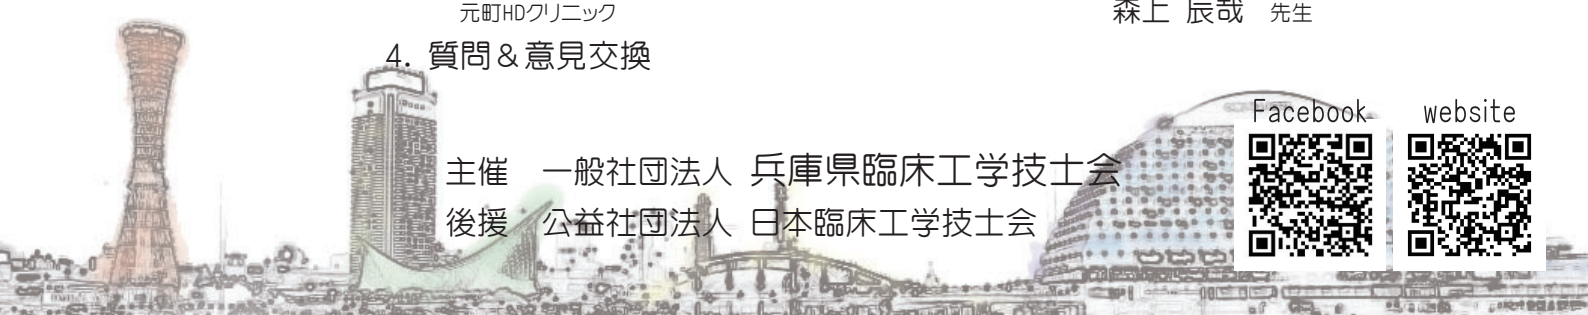 元町HDクリニック 森上 辰哉 先生
4. 質問&意見交換
Facebook website
主催 一般社団法人 兵庫県臨床工学技士会
後援 公益社団法人 日本臨床工学技士会